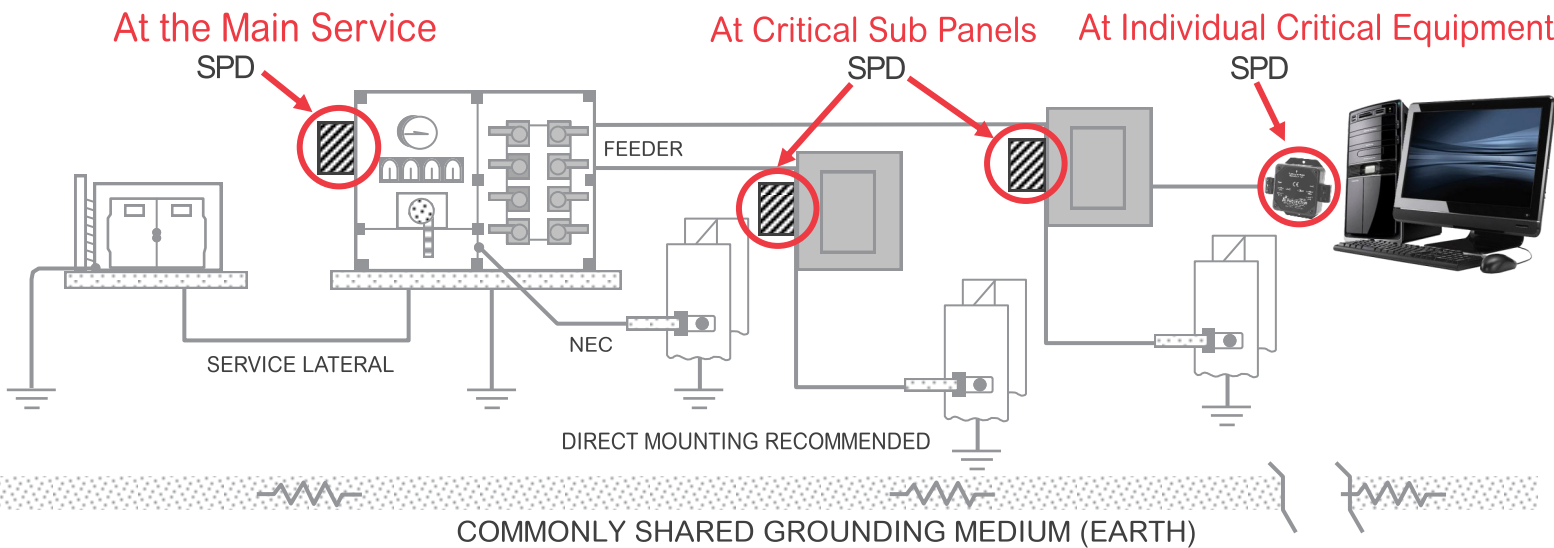 At the Main Service
SPD
At Critical Sub Panels
SPD
At Individual Critical Equipment
SPD
FEEDER
NEC
SERVICE LATERAL
DIRECT MOUNTING RECOMMENDED
COMMONLY SHARED GROUNDING MEDIUM (EARTH)